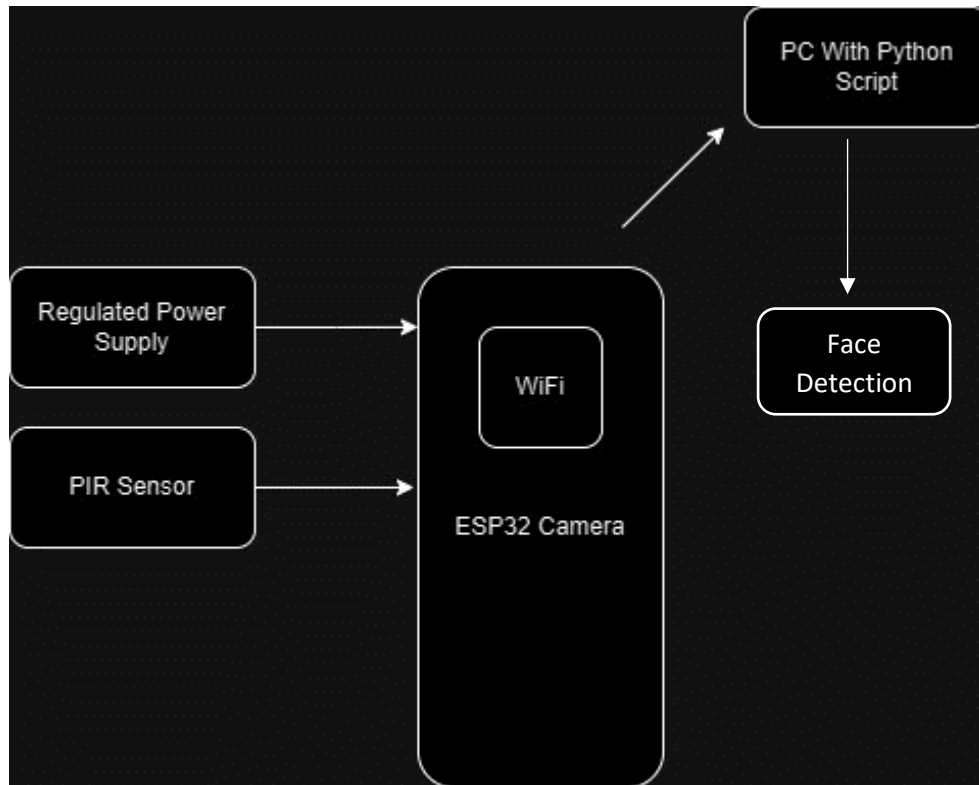 PC With Python
Script
Regulated Power
Supply
WiFi
Face
Detection
PIR Sensor
ESP32 Camera